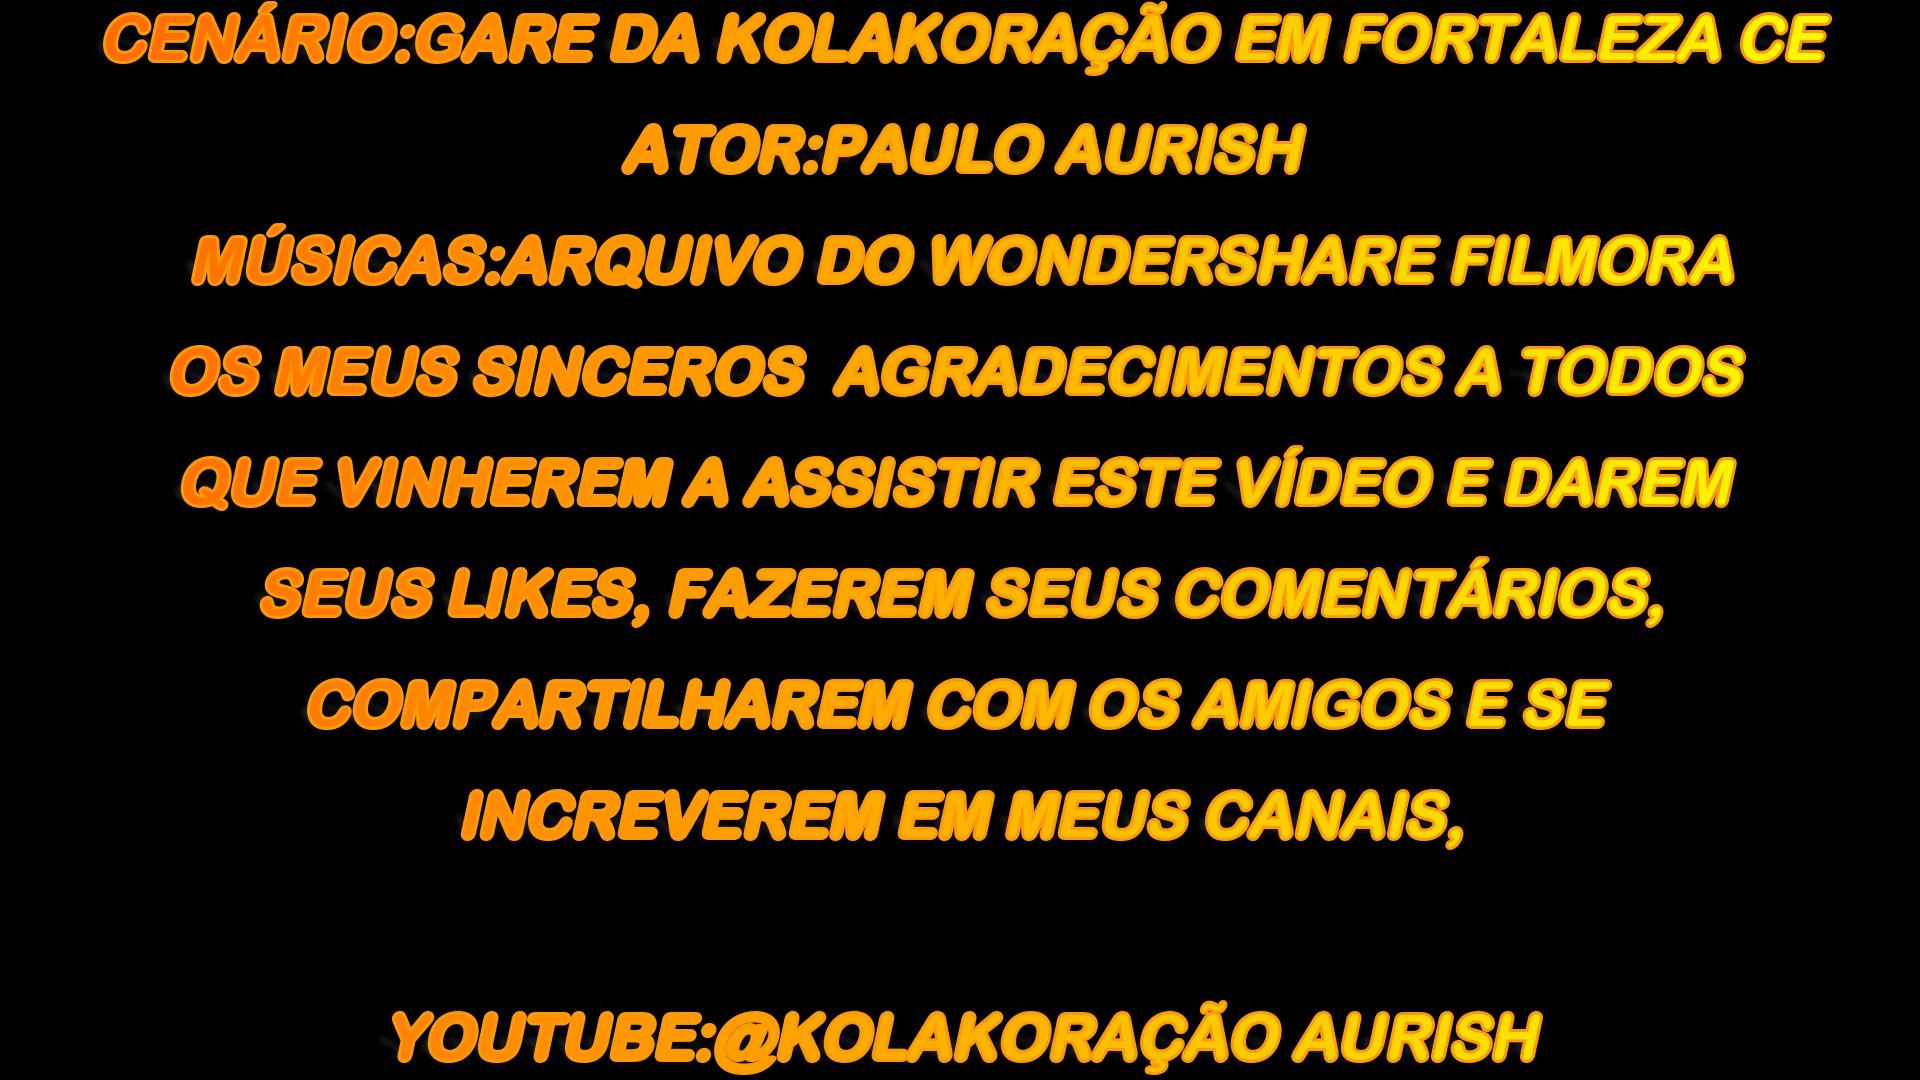 CENÁRIO:GARE DA KOLAKORAÇÃO EM FORTALEZA CE
ATOR:PAULO AURISH
MÚSICAS:ARQUIVO DO WONDERSHARE FILMORA
OS MEUS SINCEROS  AGRADECIMENTOS A TODOS
QUE VINHEREM A ASSISTIR ESTE VÍDEO E DAREM
SEUS LIKES, FAZEREM SEUS COMENTÁRIOS,
COMPARTILHAREM COM OS AMIGOS E SE
INCREVEREM EM MEUS CANAIS,
YOUTUBE:@KOLAKORAÇÃO AURISH